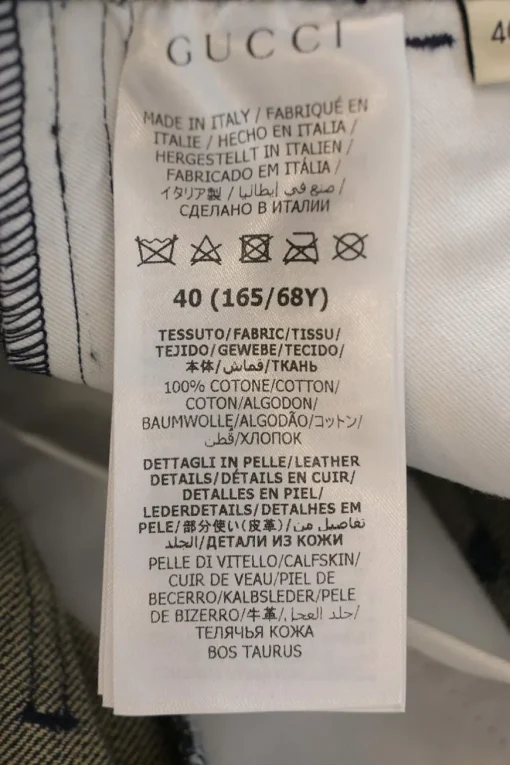 GUCCI
MADE IN ITALY / FABRIQUÉ EN
ITALIE / HECHO EN ITALIA /
HERGESTELLT IN ITALIEN /
FABRICADO EM ITÁLIA /
イタリア製 / صنع في إيطاليا /
СДЕЛАНО В ИТАЛИИ
40 (165/68Y)
TESSUTO/FABRIC/TISSU/
TEJIDO/GEWEBE/TECIDO/
本体/قماش/ТКАНЬ
100% COTONE/COTTON/
COTON/ALGODON/
BAUMWOLLE/ALGODÃO/コットン/
قطن/ХЛОПОК
DETTAGLI IN PELLE/LEATHER
DETAILS/DÉTAILS EN CUIR/
DETALLES EN PIEL/
LEDERDETAILS/DETALHES EM
PELE/部分使い(皮革)/تفاصيل من
الجلد/ДЕТАЛИ ИЗ КОЖИ
PELLE DI VITELLO/CALFSKIN/
CUIR DE VEAU/PIEL DE
BECERRO/KALBSLEDER/PELE
DE BIZERRO/牛革/جلد العجل/
ТЕЛЯЧЬЯ КОЖА
BOS TAURUS